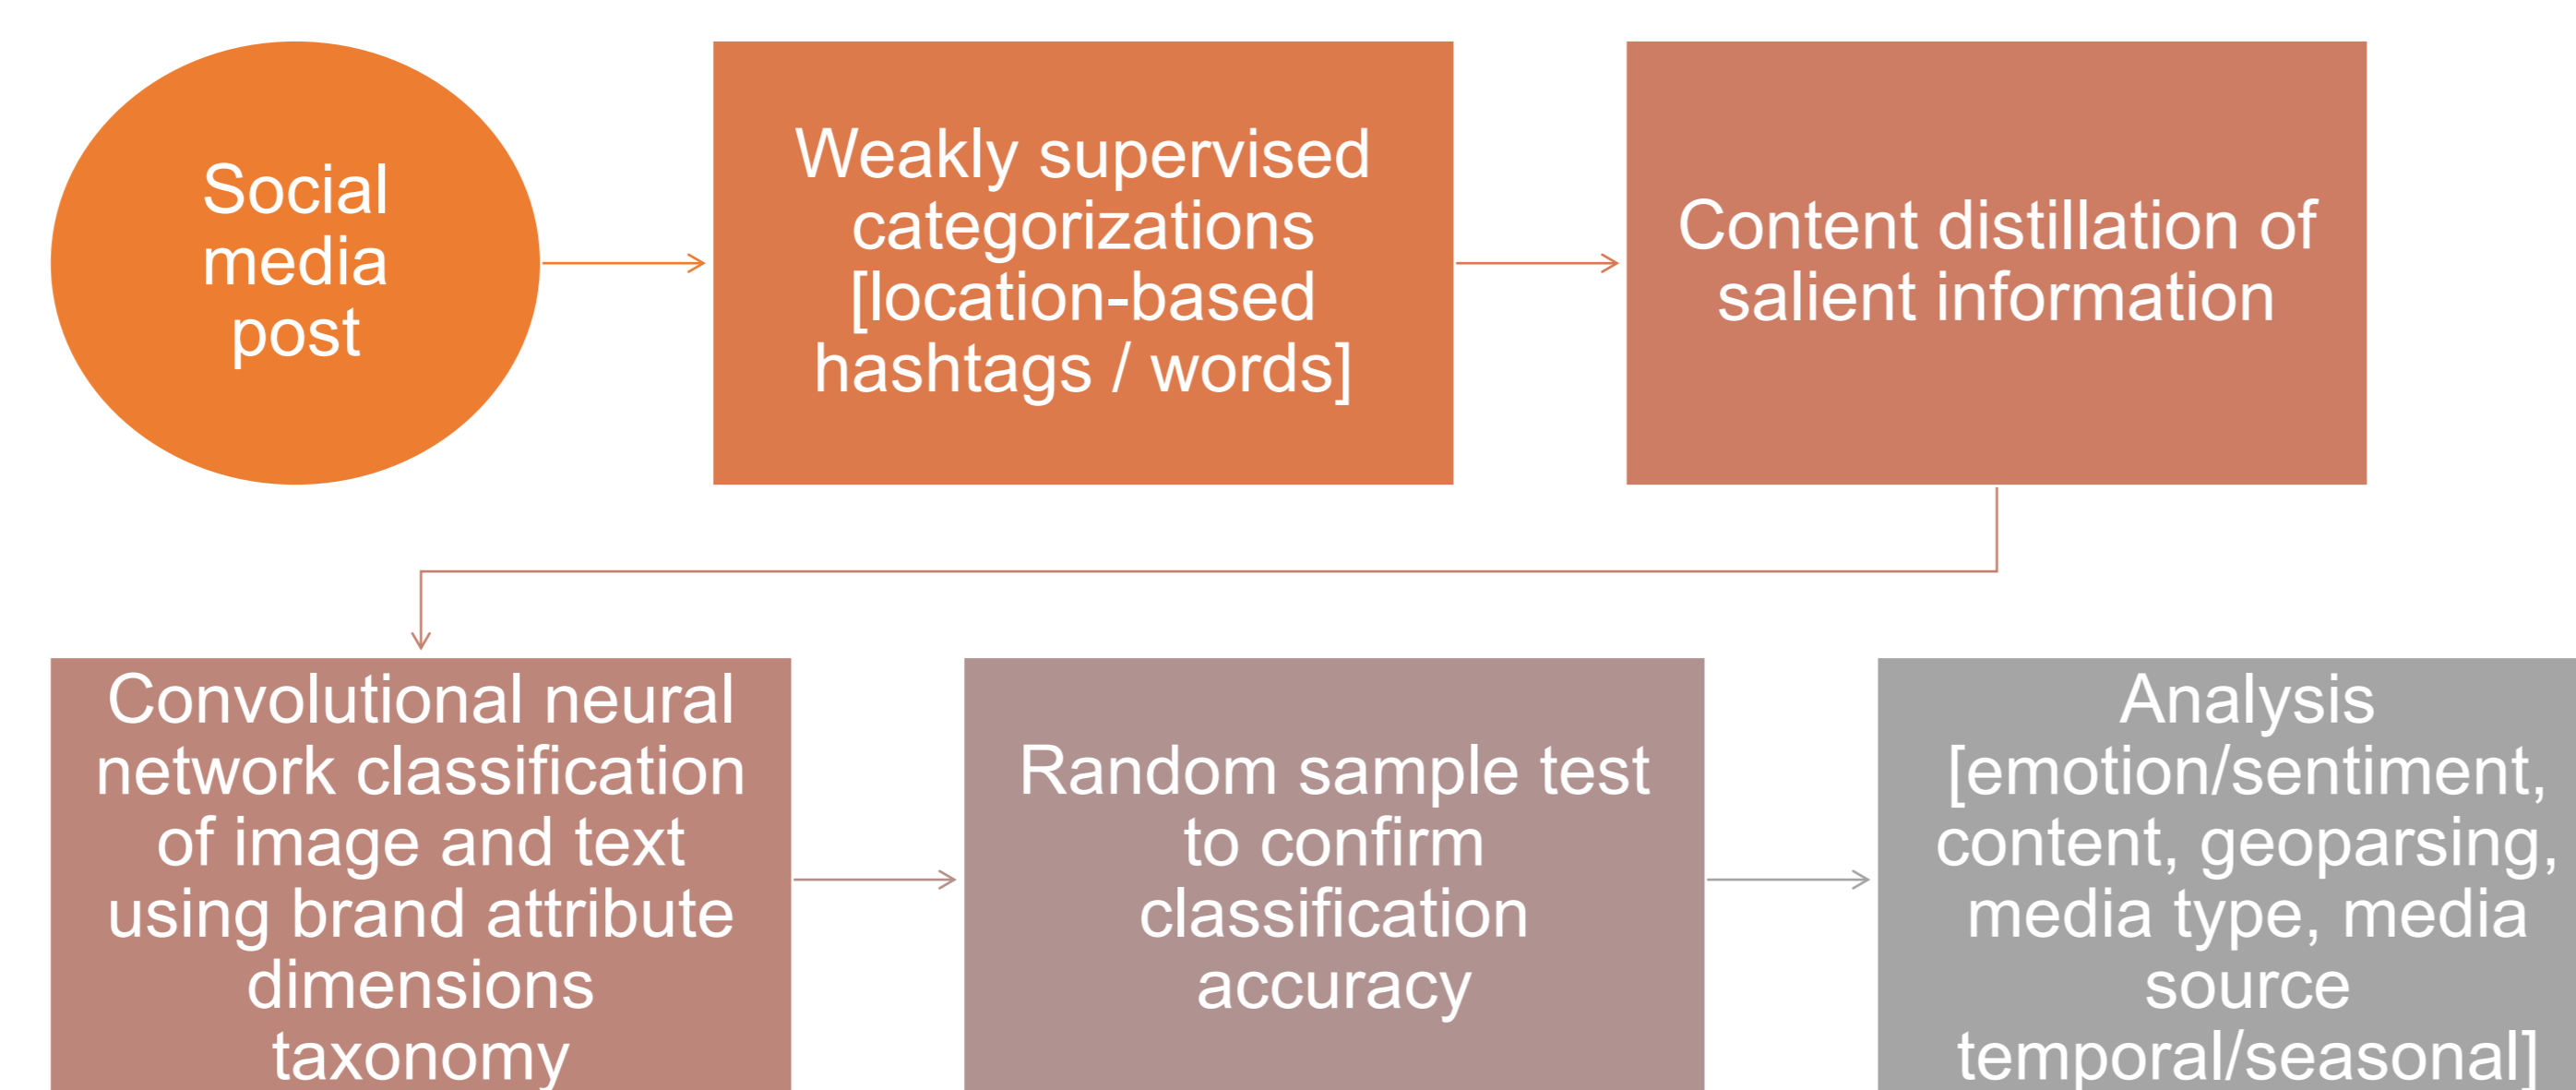 Social
media
post
Weakly supervised
categorizations
[location-based
hashtags / words]
Content distillation of
salient information
Convolutional neural
network classification
of image and text
using brand attribute
dimensions
taxonomy
Random sample test
to confirm
classification
accuracy
Analysis
[emotion/sentiment,
content, geoparsing,
media type, media
source
temporal/seasonal]